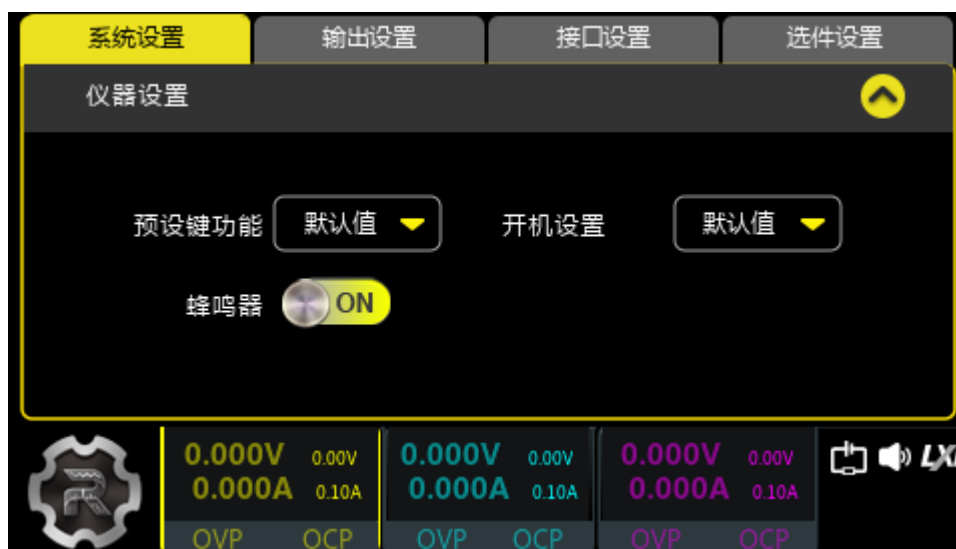 系统设置 输出设置 接口设置 选件设置
仪器设置
预设键功能 默认值 开机设置 默认值
蜂鸣器 ON
0.000V 0.00V 0.000V 0.00V 0.000V 0.00V
0.000A 0.10A 0.000A 0.10A 0.000A 0.10A
OVP OCP OVP OCP OVP OCP
LXI